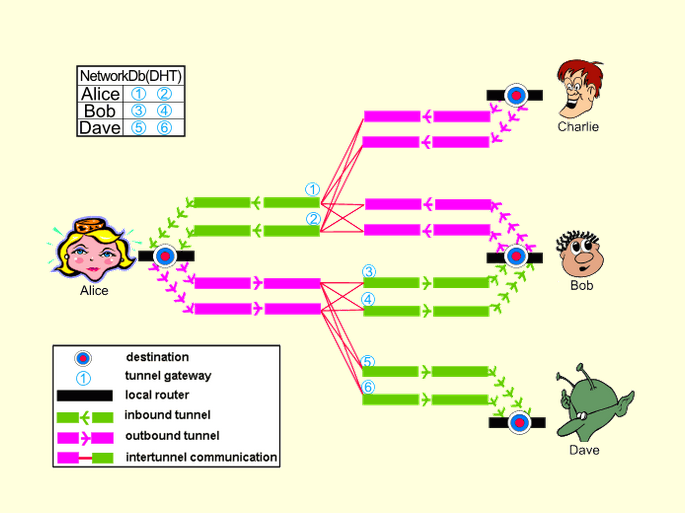 NetworkDb(DHT)
Alice 1 2
Bob 3 4
Dave 5 6
Charlie
1
2
Alice
3
4
Bob
5
6
Dave
destination
1 tunnel gateway
local router
inbound tunnel
outbound tunnel
intertunnel communication